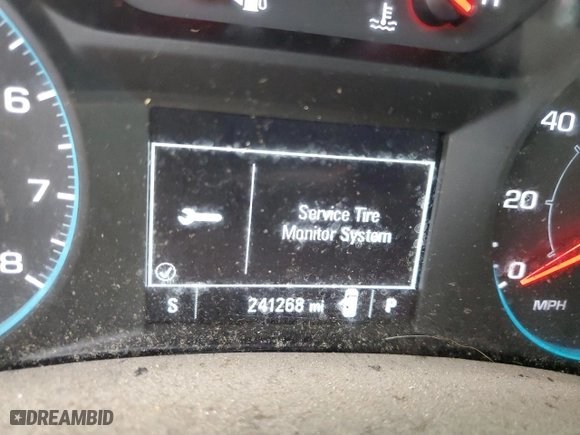 H
6
7
8
40
20
0
MPH
Service Tire
Monitor System
S 241268 mi P
DREAMBID